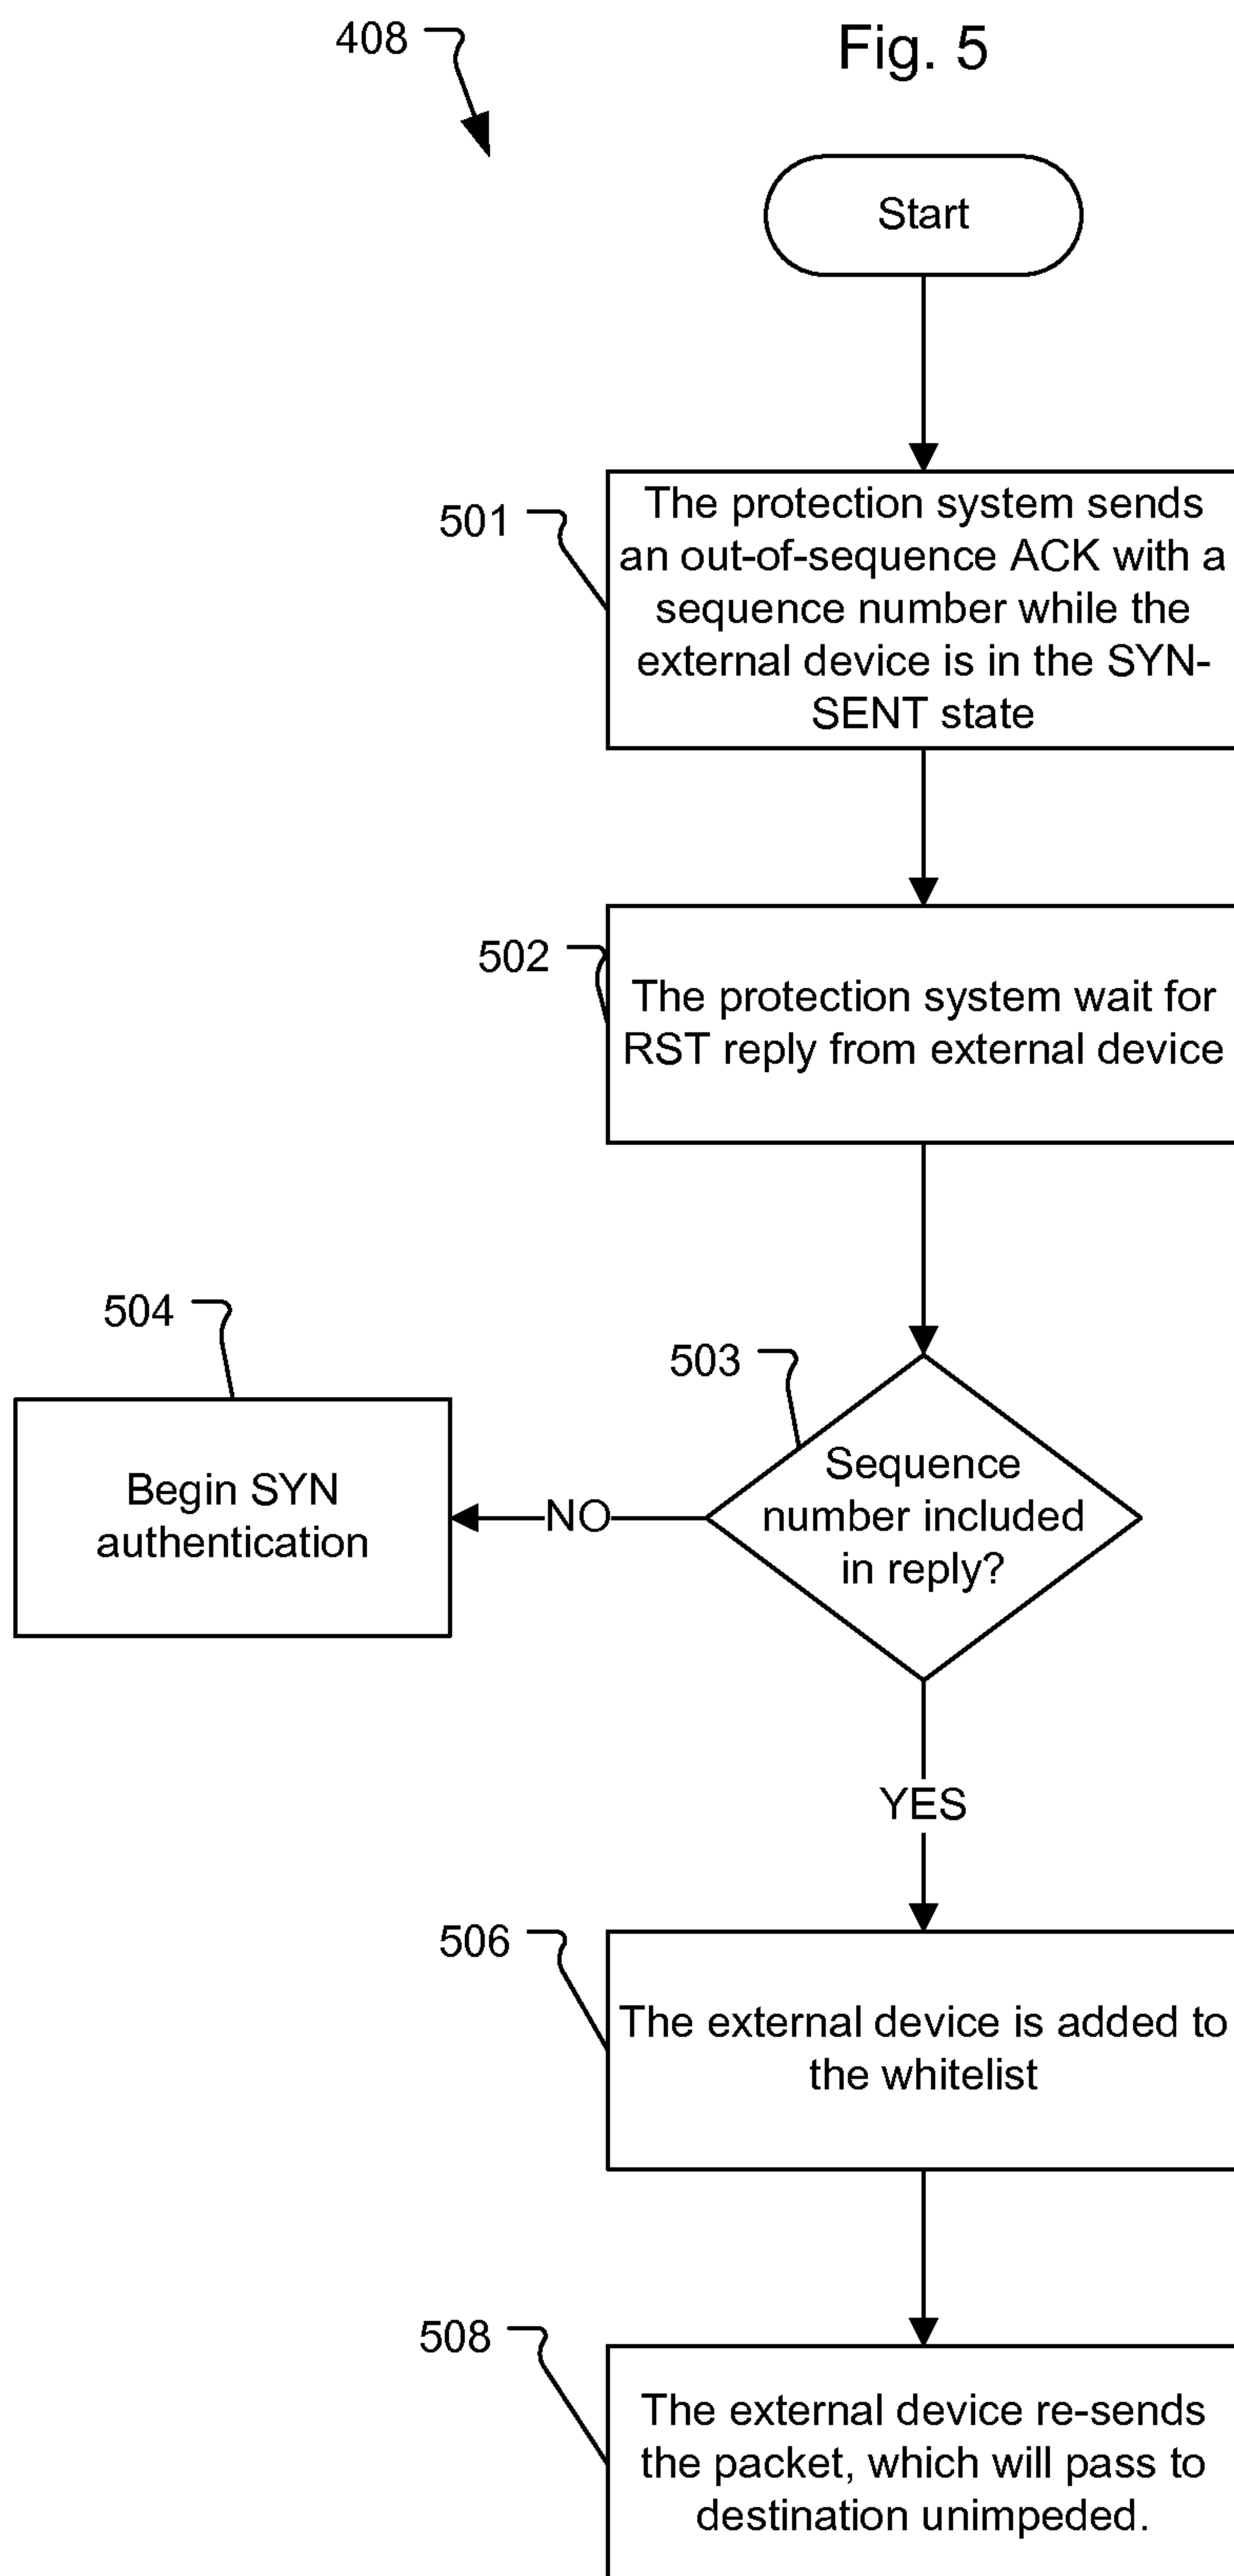 408
Fig. 5
Start
501
The protection system sends
an out-of-sequence ACK with a
sequence number while the
external device is in the SYN-
SENT state
502
The protection system wait for
RST reply from external device
504
503
Begin SYN
authentication
NO
Sequence
number included
in reply?
YES
506
The external device is added to
the whitelist
508
The external device re-sends
the packet, which will pass to
destination unimpeded.